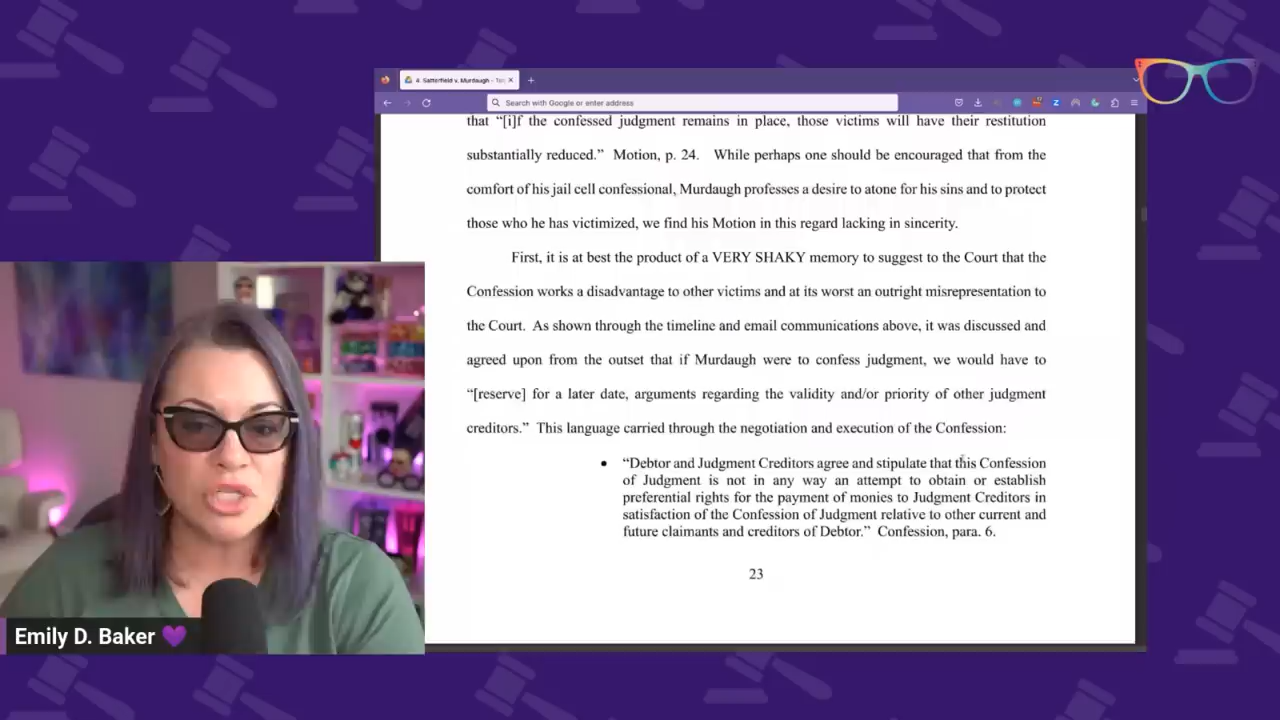 4. Satterfield v. Murdaugh - Ter
Search with Google or enter address
that “[i]f the confessed judgment remains in place, those victims will have their restitution
substantially reduced.” Motion, p. 24. While perhaps one should be encouraged that from the
comfort of his jail cell confessional, Murdaugh professes a desire to atone for his sins and to protect
those who he has victimized, we find his Motion in this regard lacking in sincerity.
First, it is at best the product of a VERY SHAKY memory to suggest to the Court that the
Confession works a disadvantage to other victims and at its worst an outright misrepresentation to
the Court. As shown through the timeline and email communications above, it was discussed and
agreed upon from the outset that if Murdaugh were to confess judgment, we would have to
“[reserve] for a later date, arguments regarding the validity and/or priority of other judgment
creditors.” This language carried through the negotiation and execution of the Confession:
• “Debtor and Judgment Creditors agree and stipulate that this Confession
of Judgment is not in any way an attempt to obtain or establish
preferential rights for the payment of monies to Judgment Creditors in
satisfaction of the Confession of Judgment relative to other current and
future claimants and creditors of Debtor.” Confession, para. 6.
23
Emily D. Baker 💜